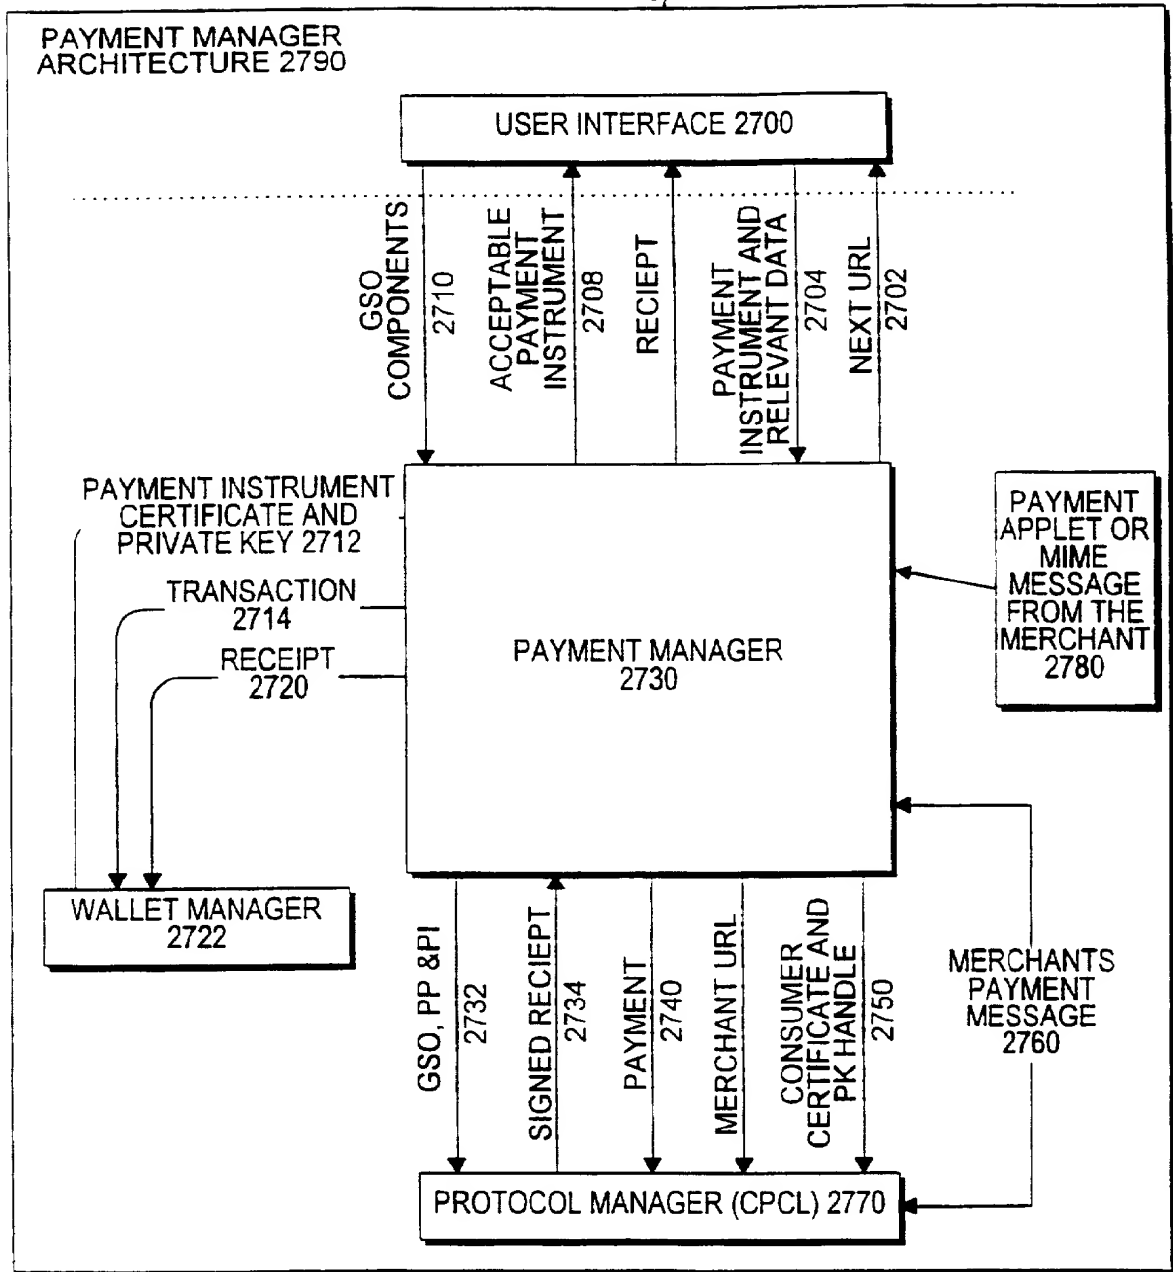 PAYMENT MANAGER
ARCHITECTURE 2790
USER INTERFACE 2700
GSO
COMPONENTS
2710
ACCEPTABLE
PAYMENT
INSTRUMENT
2708
RECIEPT
PAYMENT
INSTRUMENT AND
RELEVANT DATA
2704
NEXT URL
2702
PAYMENT INSTRUMENT
CERTIFICATE AND
PRIVATE KEY 2712
TRANSACTION
2714
RECEIPT
2720
PAYMENT MANAGER
2730
PAYMENT
APPLET OR
MIME
MESSAGE
FROM THE
MERCHANT
2780
WALLET MANAGER
2722
GSO, PP &PI
2732
SIGNED RECIEPT
2734
PAYMENT
2740
MERCHANT URL
CONSUMER
CERTIFICATE AND
PK HANDLE
2750
MERCHANTS
PAYMENT
MESSAGE
2760
PROTOCOL MANAGER (CPCL) 2770